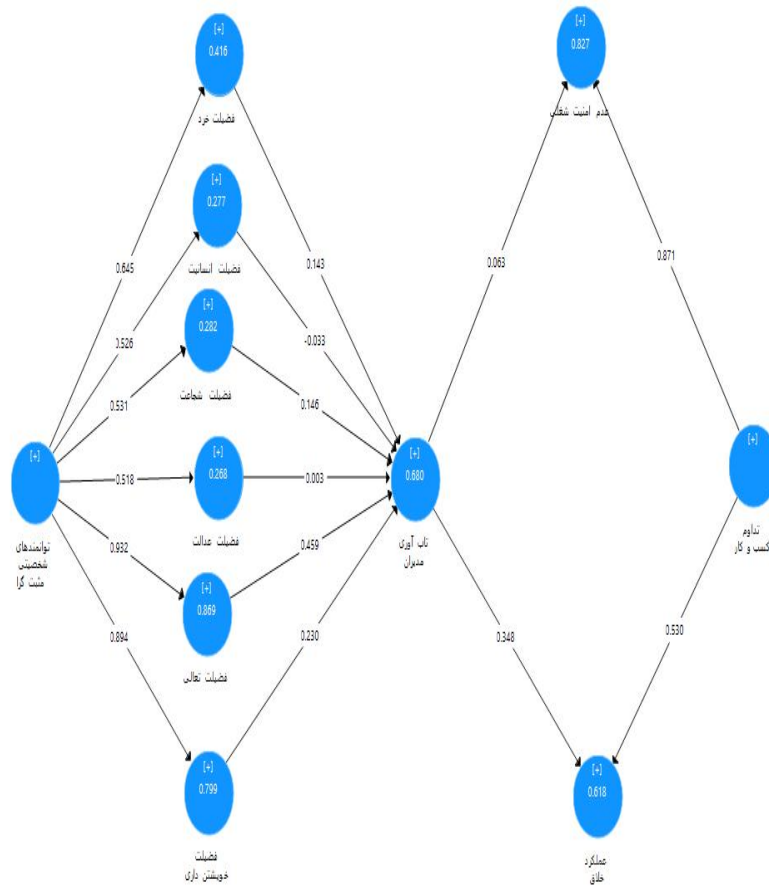 [+]
0.416
فضیلت خرد
[+]
0.827
عدم امنیت شغلی
[+]
0.277
فضیلت انسانیت
0.645
0.143
0.063
0.871
0.526
-0.033
[+]
0.282
فضیلت شجاعت
0.531
0.146
[+]
توانمندهای
شخصیتی
مثبت گرا
0.518
[+]
0.268
فضیلت عدالت
0.003
[+]
0.680
تاب آوری
مدیران
[+]
تداوم
کسب و کار
0.932
0.459
[+]
0.869
فضیلت تعالی
0.894
0.230
0.348
0.530
[+]
0.799
فضیلت
خویشتن داری
[+]
0.618
عملکرد
خلاق